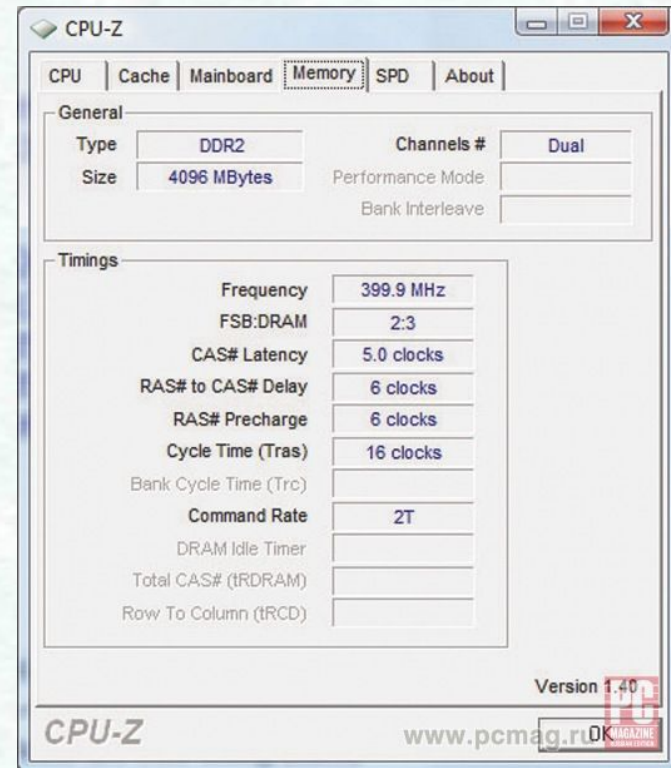 CPU-Z
CPU Cache Mainboard Memory SPD About
General
Type DDR2 Channels # Dual
Size 4096 MBytes Performance Mode
Bank Interleave
Timings
Frequency 399.9 MHz
FSB:DRAM 2:3
CAS# Latency 5.0 clocks
RAS# to CAS# Delay 6 clocks
RAS# Precharge 6 clocks
Cycle Time (Tras) 16 clocks
Bank Cycle Time (Trc)
Command Rate 2T
DRAM Idle Timer
Total CAS# (tRDRAM)
Row To Column (tRCD)
Version 1.40
CPU-Z www.pcmag.ru OK
PC
MAGAZINE
RUSSIAN EDITION